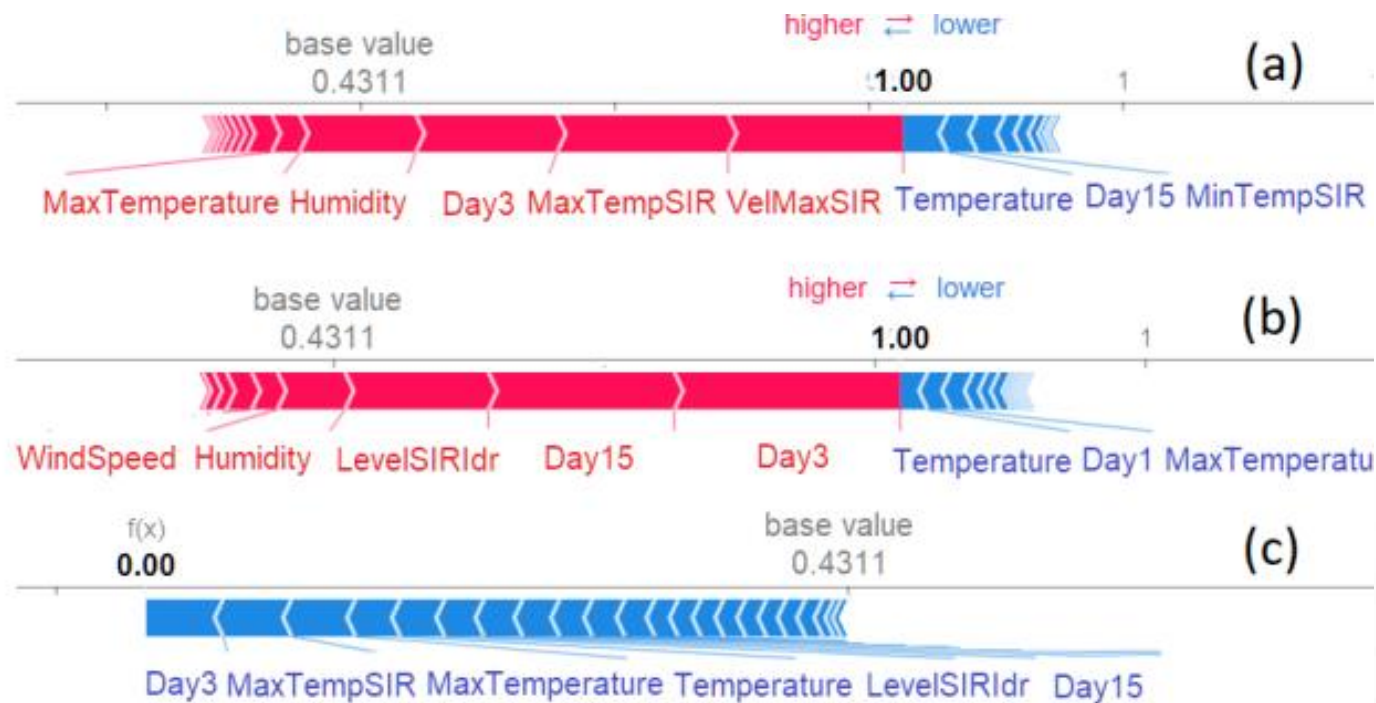 higher ⇄ lower
base value
0.4311 1.00 1 (a)
MaxTemperature Humidity Day3 MaxTempSIR VelMaxSIR Temperature Day15 MinTempSIR
higher ⇄ lower
base value (b)
0.4311 1.00 1
WindSpeed Humidity LevelSIRIdr Day15 Day3 Temperature Day1 MaxTemperatu
f(x) base value
0.00 0.4311 (c)
Day3 MaxTempSIR MaxTemperature Temperature LevelSIRIdr Day15